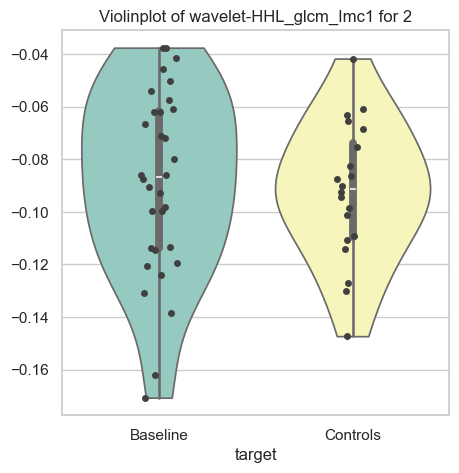 Violinplot of wavelet-HHL_glcm_Imc1 for 2
−0.04
−0.06
−0.08
−0.10
−0.12
−0.14
−0.16
Baseline Controls
target